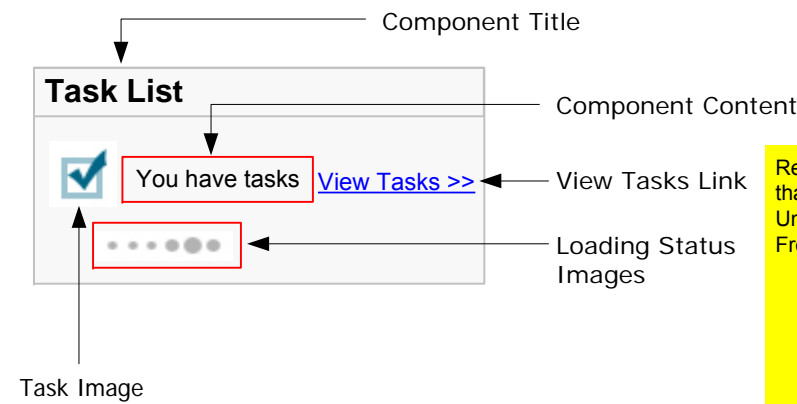 Component Title
Task List
Component Content
You have tasks
View Tasks >>
View Tasks Link
Loading Status
Images
Task Image